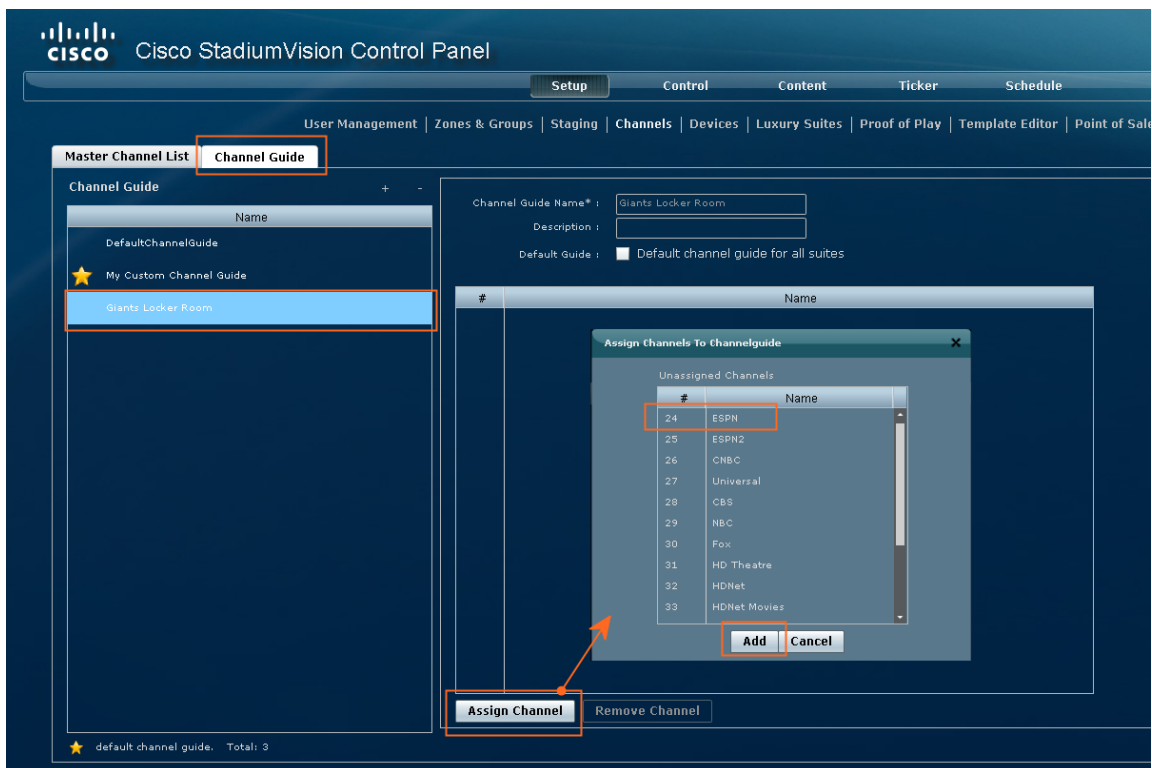 CISCO Cisco StadiumVision Control Panel
Setup Control Content Ticker Schedule
User Management | Zones & Groups | Staging | Channels | Devices | Luxury Suites | Proof of Play | Template Editor | Point of Sale
Master Channel List Channel Guide
Channel Guide + -
Name
DefaultChannelGuide
My Custom Channel Guide
Giants Locker Room
default channel guide. Total: 3
Channel Guide Name* : Giants Locker Room
Description :
Default Guide : Default channel guide for all suites
# Name
Assign Channels To Channelguide x
Unassigned Channels
# Name
24 ESPN
25 ESPN2
26 CNBC
27 Universal
28 CBS
29 NBC
30 Fox
31 HD Theatre
32 HDNet
33 HDNet Movies
Add Cancel
Assign Channel Remove Channel